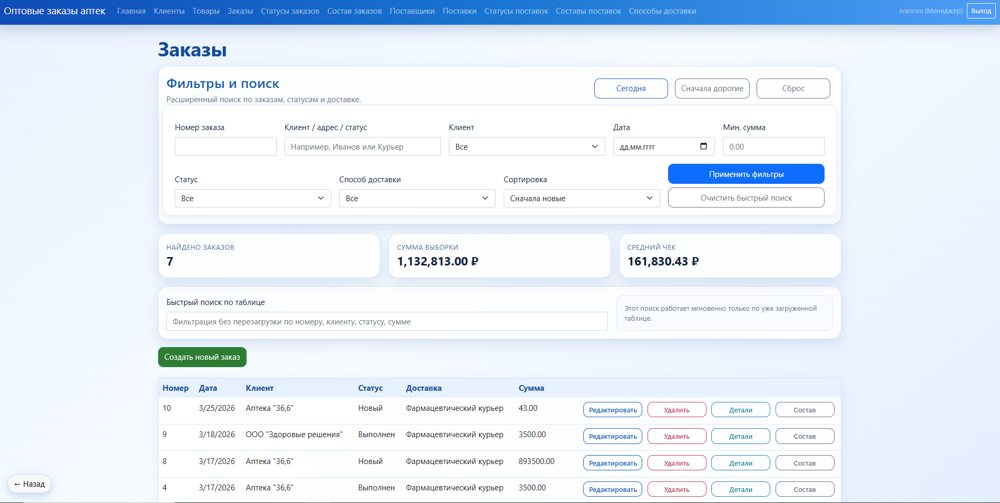 Оптовые заказы аптек Главная Клиенты Товары Заказы Статусы заказов Состав заказов Поставщики Поставки Статусы поставок Составы поставок Способы доставки ivanova (Менеджер) Выход
Заказы
Фильтры и поиск
Расширенный поиск по заказам, статусам и доставке.
Сегодня Сначала дорогие Сброс
Номер заказа Клиент / адрес / статус Клиент Дата Мин. сумма
Например, Иванов или Курьер Все дд.мм.гггг 0.00
Статус Способ доставки Сортировка Применить фильтры
Все Все Сначала новые Очистить быстрый поиск
НАЙДЕНО ЗАКАЗОВ СУММА ВЫБОРКИ СРЕДНИЙ ЧЕК
7 1,132,813.00 ₽ 161,830.43 ₽
Быстрый поиск по таблице
Фильтрация без перезагрузки по номеру, клиенту, статусу, сумме
Этот поиск работает мгновенно только по уже загруженной
таблице.
Создать новый заказ
Номер Дата Клиент Статус Доставка Сумма
10 3/25/2026 Аптека "36,6" Новый Фармацевтический курьер 43.00 Редактировать Удалить Детали Состав
9 3/18/2026 ООО "Здоровые решения" Выполнен Фармацевтический курьер 3500.00 Редактировать Удалить Детали Состав
8 3/17/2026 Аптека "36,6" Новый Фармацевтический курьер 893500.00 Редактировать Удалить Детали Состав
4 3/17/2026 Аптека "36,6" Выполнен Фармацевтический курьер 3500.00 Редактировать Удалить Детали Состав
← Назад